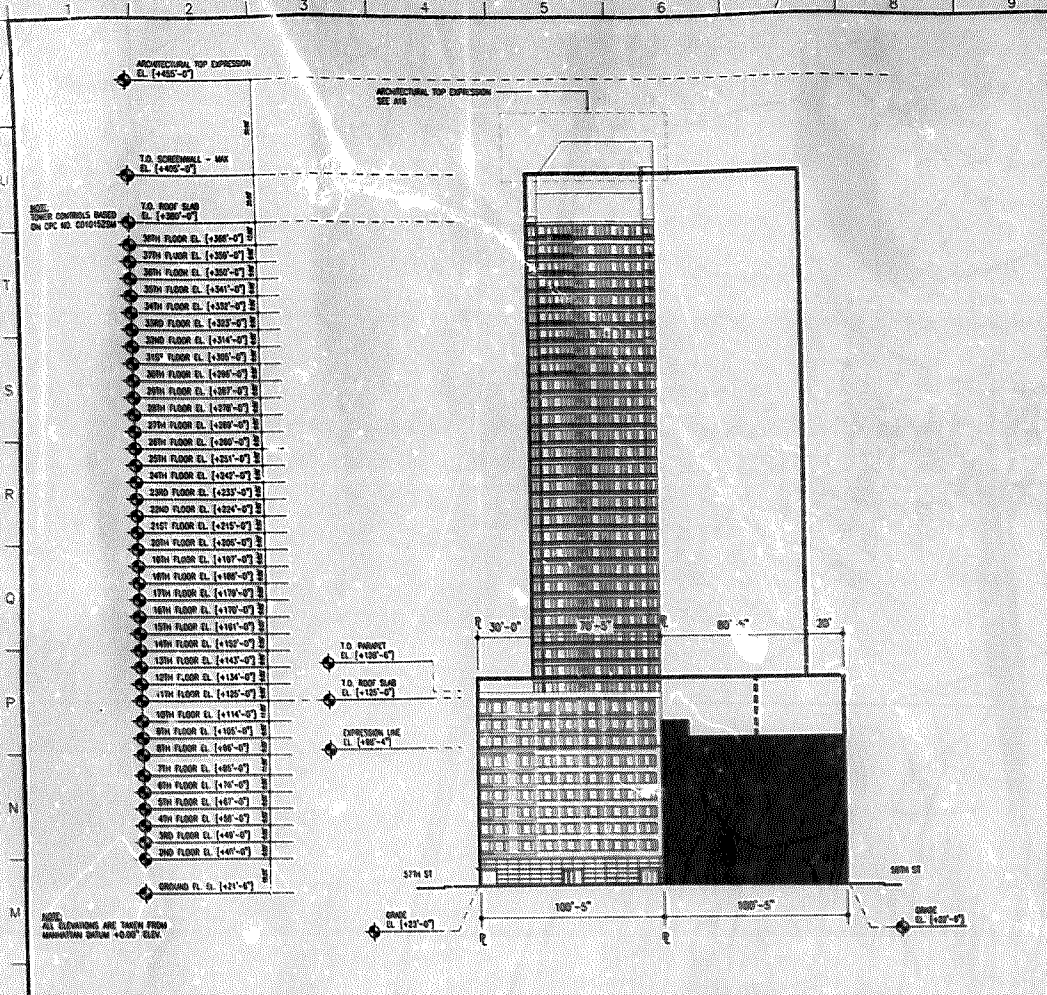 1 2 3 4 5 6 7 8 9
U
T
S
R
Q
P
N
M
ARCHITECTURAL TOP EXPRESSION
EL. [+455'-0"]
ARCHITECTURAL TOP EXPRESSION
SEE A16
T.O. SCREENWALL - MAX
EL. [+405'-0"]
NOTE:
TOWER CONTROLS BASED
ON CPC NO. C010152ZSM
T.O. ROOF SLAB
EL. [+380'-0"]
38TH FLOOR EL. [+368'-0"]
37TH FLOOR EL. [+359'-0"]
36TH FLOOR EL. [+350'-0"]
35TH FLOOR EL. [+341'-0"]
34TH FLOOR EL. [+332'-0"]
33RD FLOOR EL. [+323'-0"]
32ND FLOOR EL. [+314'-0"]
31ST FLOOR EL. [+305'-0"]
30TH FLOOR EL. [+296'-0"]
29TH FLOOR EL. [+287'-0"]
28TH FLOOR EL. [+278'-0"]
27TH FLOOR EL. [+269'-0"]
26TH FLOOR EL. [+260'-0"]
25TH FLOOR EL. [+251'-0"]
24TH FLOOR EL. [+242'-0"]
23RD FLOOR EL. [+233'-0"]
22ND FLOOR EL. [+224'-0"]
21ST FLOOR EL. [+215'-0"]
20TH FLOOR EL. [+206'-0"]
19TH FLOOR EL. [+197'-0"]
18TH FLOOR EL. [+188'-0"]
17TH FLOOR EL. [+179'-0"]
16TH FLOOR EL. [+170'-0"]
15TH FLOOR EL. [+161'-0"]
14TH FLOOR EL. [+152'-0"]
13TH FLOOR EL. [+143'-0"]
12TH FLOOR EL. [+134'-0"]
11TH FLOOR EL. [+125'-0"]
10TH FLOOR EL. [+114'-0"]
9TH FLOOR EL. [+105'-0"]
8TH FLOOR EL. [+96'-0"]
7TH FLOOR EL. [+85'-0"]
6TH FLOOR EL. [+76'-0"]
5TH FLOOR EL. [+67'-0"]
4TH FLOOR EL. [+58'-0"]
3RD FLOOR EL. [+49'-0"]
2ND FLOOR EL. [+40'-0"]
GROUND FL. EL. [+21'-6"]
T.O. PARAPET
T.O. ROOF SLAB
EL. [+125'-0"]
EXPRESSION LINE
30'-0" 70'-5" 80'-5" 20'
57TH ST
58TH ST
100'-5" 100'-5"
GRADE
EL [+23'-0"]
GRADE
NOTE:
ALL ELEVATIONS ARE TAKEN FROM
MANHATTAN DATUM +0.00" ELEV.